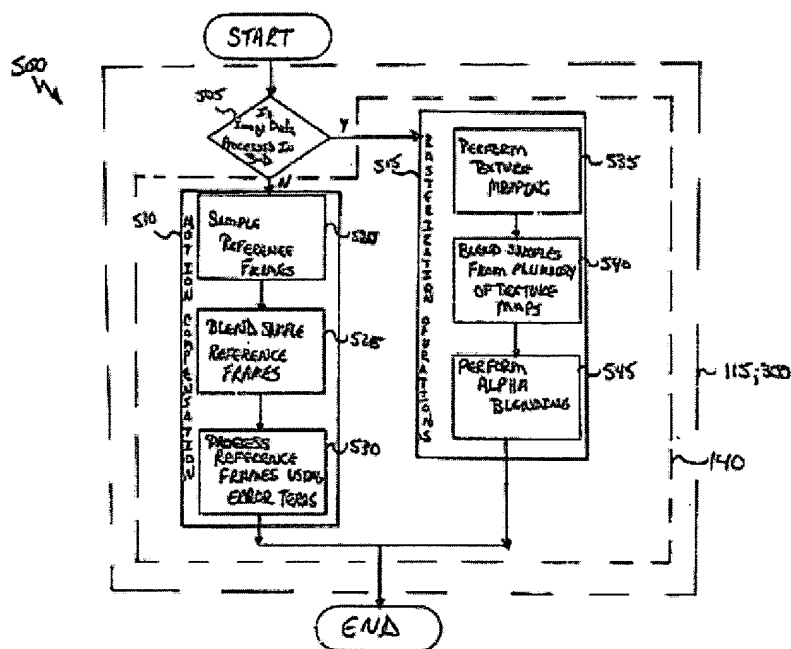 START
500
505
IS
IMAGE DATA
PROCESSED IN
3-D
Y
N
510
MOTION COMPENSATION
SAMPLE
REFERENCE
FRAMES
520
BLEND SAMPLE
REFERENCE
FRAMES
525
PROCESS
REFERENCE
FRAMES USING
ERROR TERMS
530
515
RASTERIZATION OPERATIONS
PERFORM
TEXTURE
MAPPING
535
BLEND SAMPLES
FROM PLURALITY
OF TEXTURE
MAPS
540
PERFORM
ALPHA
BLENDING
545
115;300
140
END